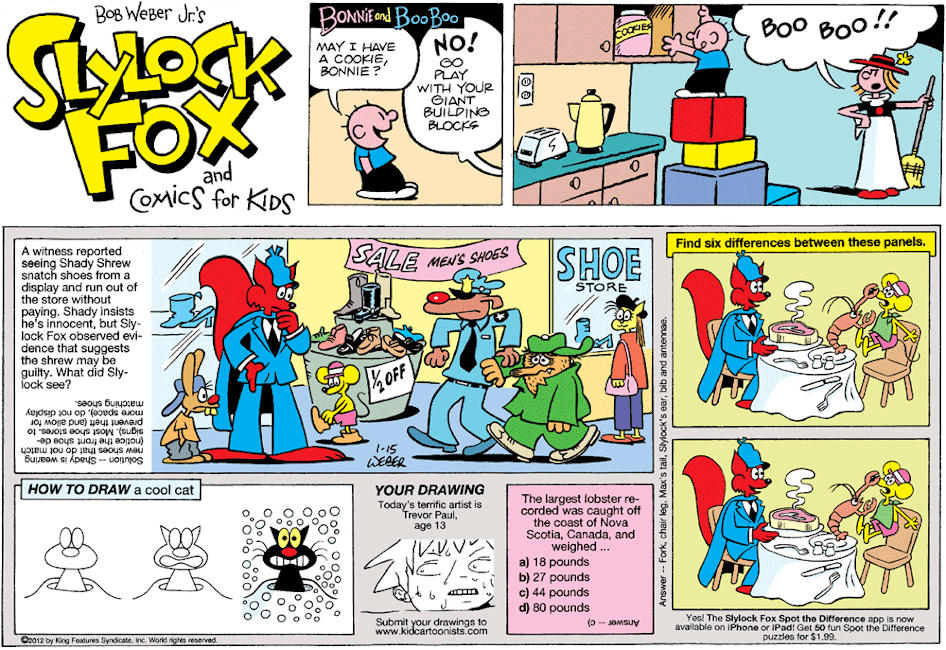 Bob Weber Jr.'s
SLYLOCK
FOX
and
Comics for Kids
BONNIE and BOO BOO
MAY I HAVE
A COOKIE,
BONNIE?
NO!
GO
PLAY
WITH YOUR
GIANT
BUILDING
BLOCKS
COOKIES
BOO BOO!!
A witness reported
seeing Shady Shrew
snatch shoes from a
display and run out of
the store without
paying. Shady insists
he's innocent, but Sly-
lock Fox observed evi-
dence that suggests
the shrew may be
guilty. What did Sly-
lock see?
Solution -- Shady is wearing
new shoes that do not match
(notice the front shoe de-
signs). Most shoe stores, to
prevent theft (and allow for
more space), do not display
matching shoes.
SALE MEN'S SHOES
SHOE
STORE
1/2 OFF
1-15
WEBER
Find six differences between these panels.
Answer -- Fork, chair leg, Max's tail, Slylock's ear, bib and antennae.
HOW TO DRAW a cool cat
YOUR DRAWING
Today's terrific artist is
Trevor Paul,
age 13
Submit your drawings to
www.kidcartoonists.com
The largest lobster re-
corded was caught off
the coast of Nova
Scotia, Canada, and
weighed ...
a) 18 pounds
b) 27 pounds
c) 44 pounds
d) 80 pounds
Answer -- c)
Yes! The Slylock Fox Spot the Difference app is now
available on iPhone or iPad! Get 50 fun Spot the Difference
puzzles for $1.99.
©2012 by King Features Syndicate, Inc. World rights reserved.